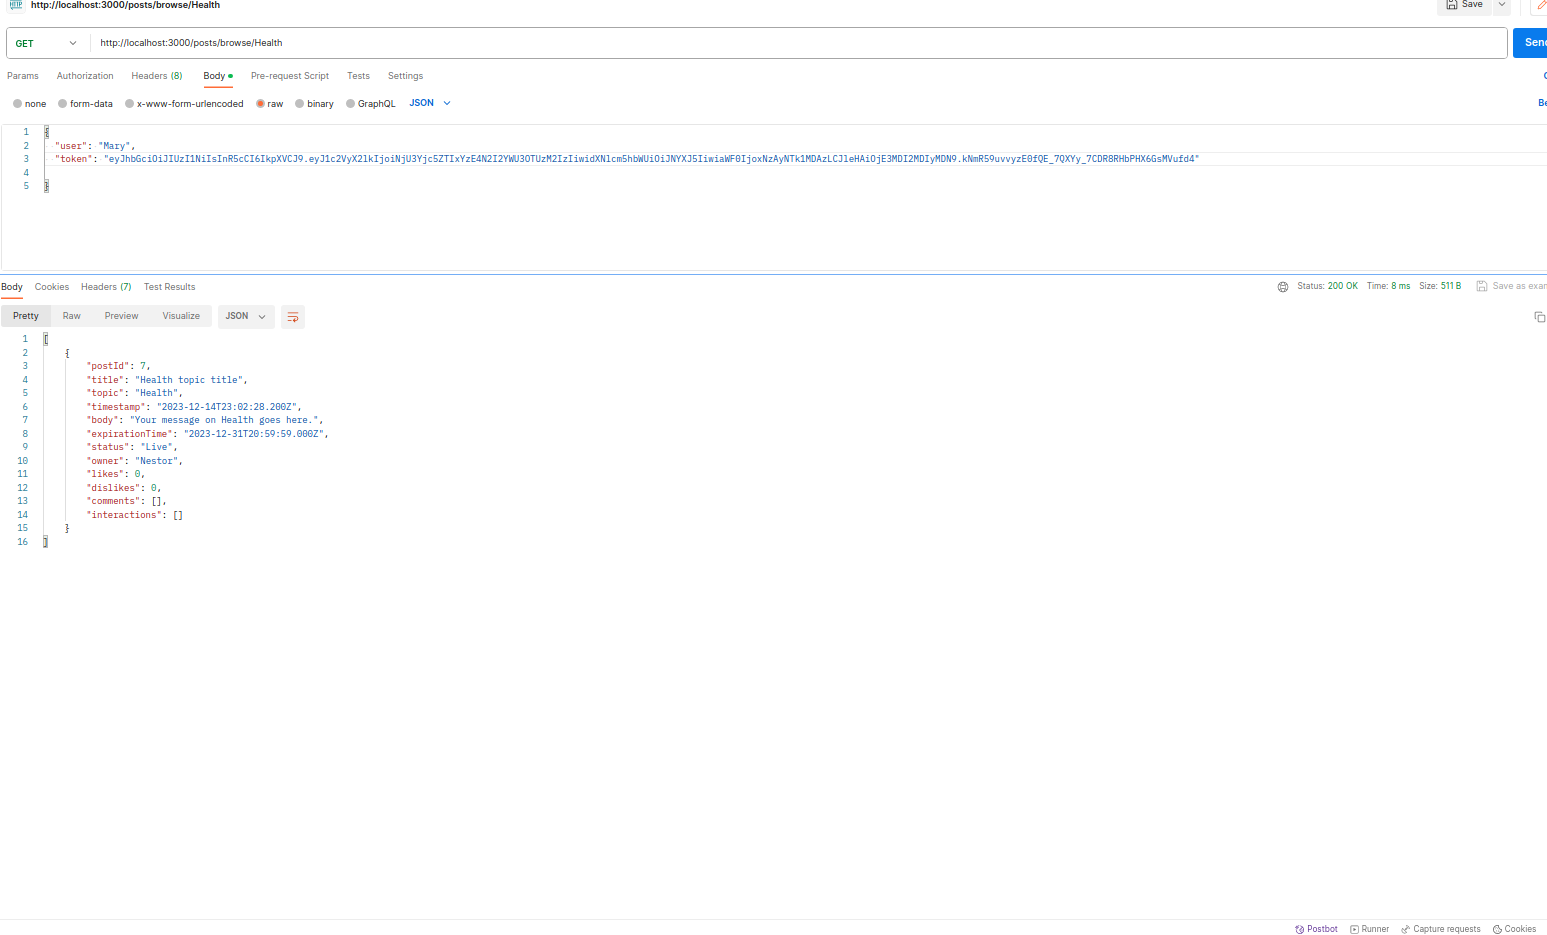 HTTP http://localhost:3000/posts/browse/Health Save
GET http://localhost:3000/posts/browse/Health Send
Params Authorization Headers (8) Body Pre-request Script Tests Settings
none form-data x-www-form-urlencoded raw binary GraphQL JSON Be
1 {
2 "user": "Mary",
3 "token": "eyJhbGciOiJIUzI1NiIsInR5cCI6IkpXVCJ9.eyJ1c2VyX2lkIjoiNjU3Yjc5ZTIxYzE4N2I2YWU3OTUzM2IzIiwidXNlcm5hbWUiOiJNYXJ5IiwiaWF0IjoxNzAyNTk1MDAzLCJleHAiOjE3MDI2MDIyMDN9.kNmR59uvvyzE0fQE_7QXYy_7CDR8RHbPHX6GsMVufd4"
4
5 }
Body Cookies Headers (7) Test Results Status: 200 OK Time: 8 ms Size: 511 B Save as exam
Pretty Raw Preview Visualize JSON
1 [
2 {
3 "postId": 7,
4 "title": "Health topic title",
5 "topic": "Health",
6 "timestamp": "2023-12-14T23:02:28.200Z",
7 "body": "Your message on Health goes here.",
8 "expirationTime": "2023-12-31T20:59:59.000Z",
9 "status": "Live",
10 "owner": "Nestor",
11 "likes": 0,
12 "dislikes": 0,
13 "comments": [],
14 "interactions": []
15 }
16 ]
Postbot Runner Capture requests Cookies